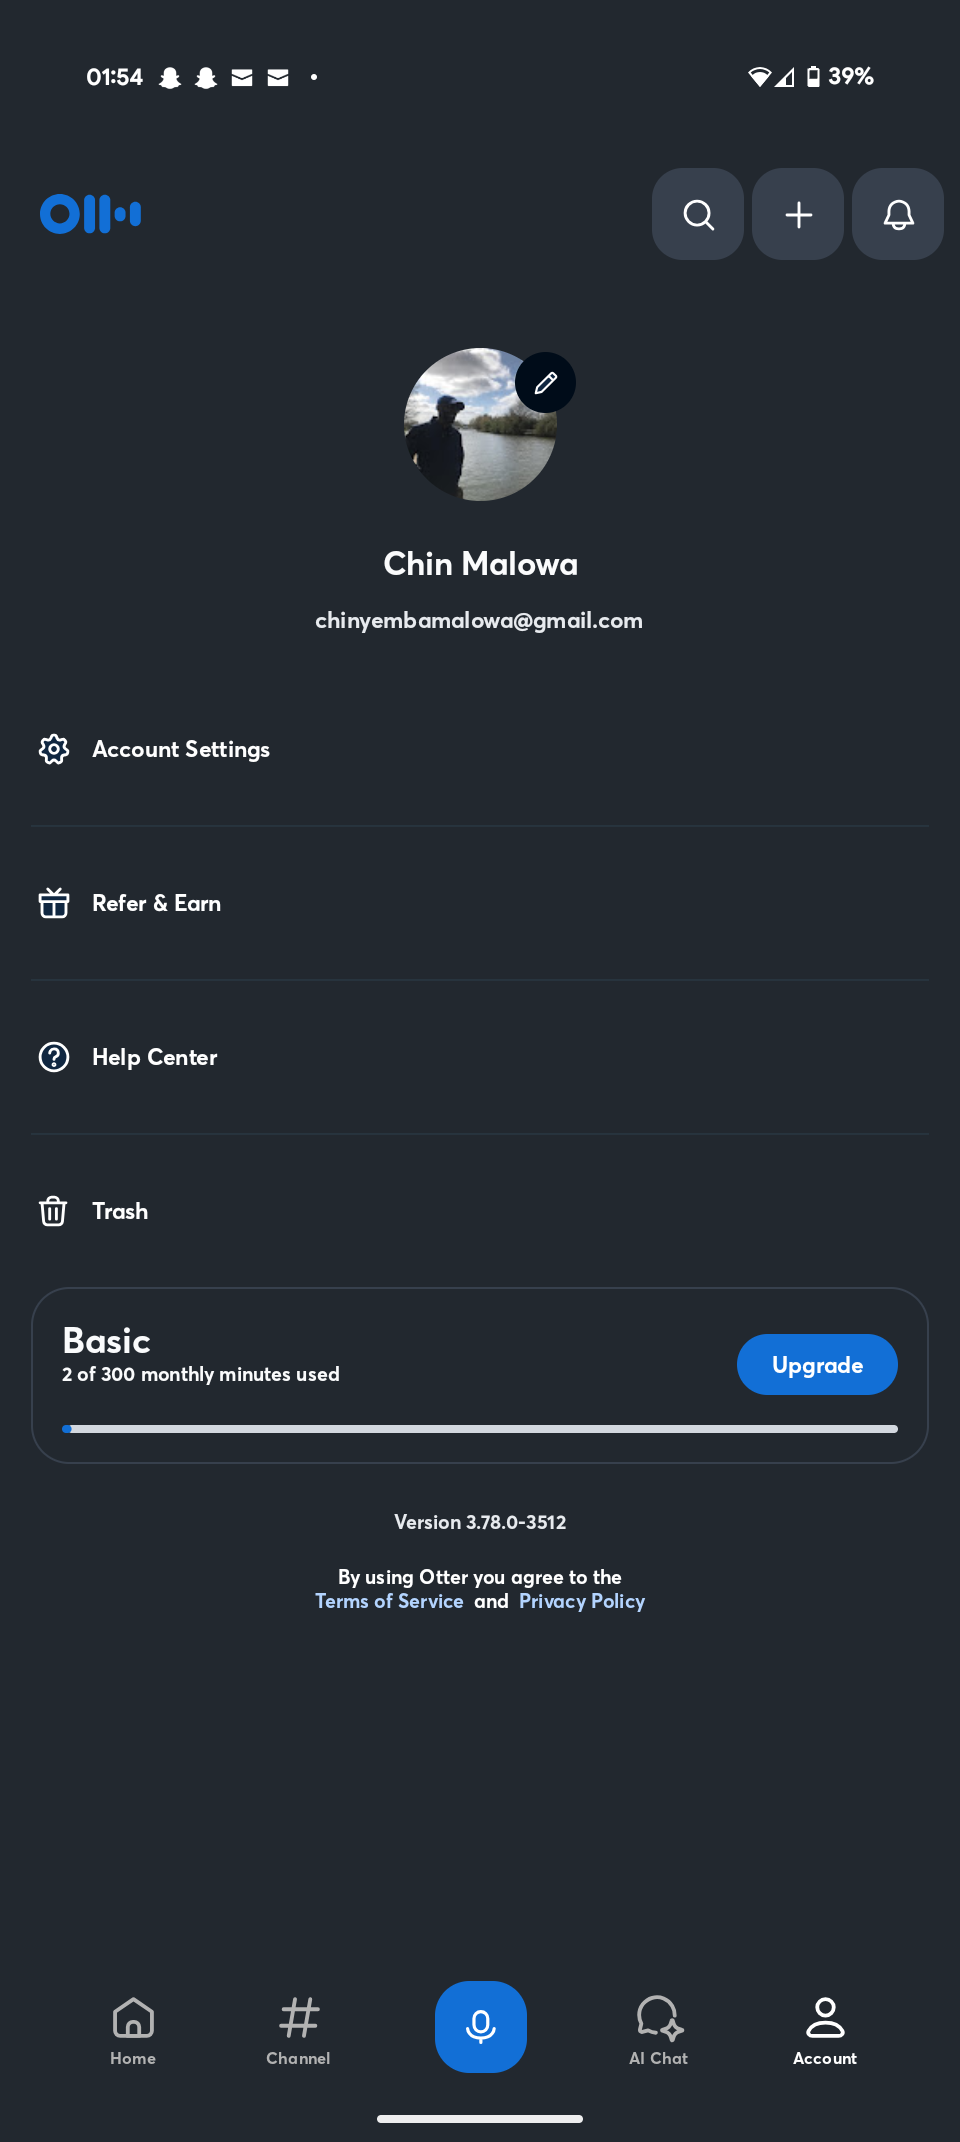 01:54
39%
Chin Malowa
chinyembamalowa@gmail.com
Account Settings
Refer & Earn
Help Center
Trash
Basic
2 of 300 monthly minutes used
Upgrade
Version 3.78.0-3512
By using Otter you agree to the
Terms of Service and Privacy Policy
Home
Channel
AI Chat
Account